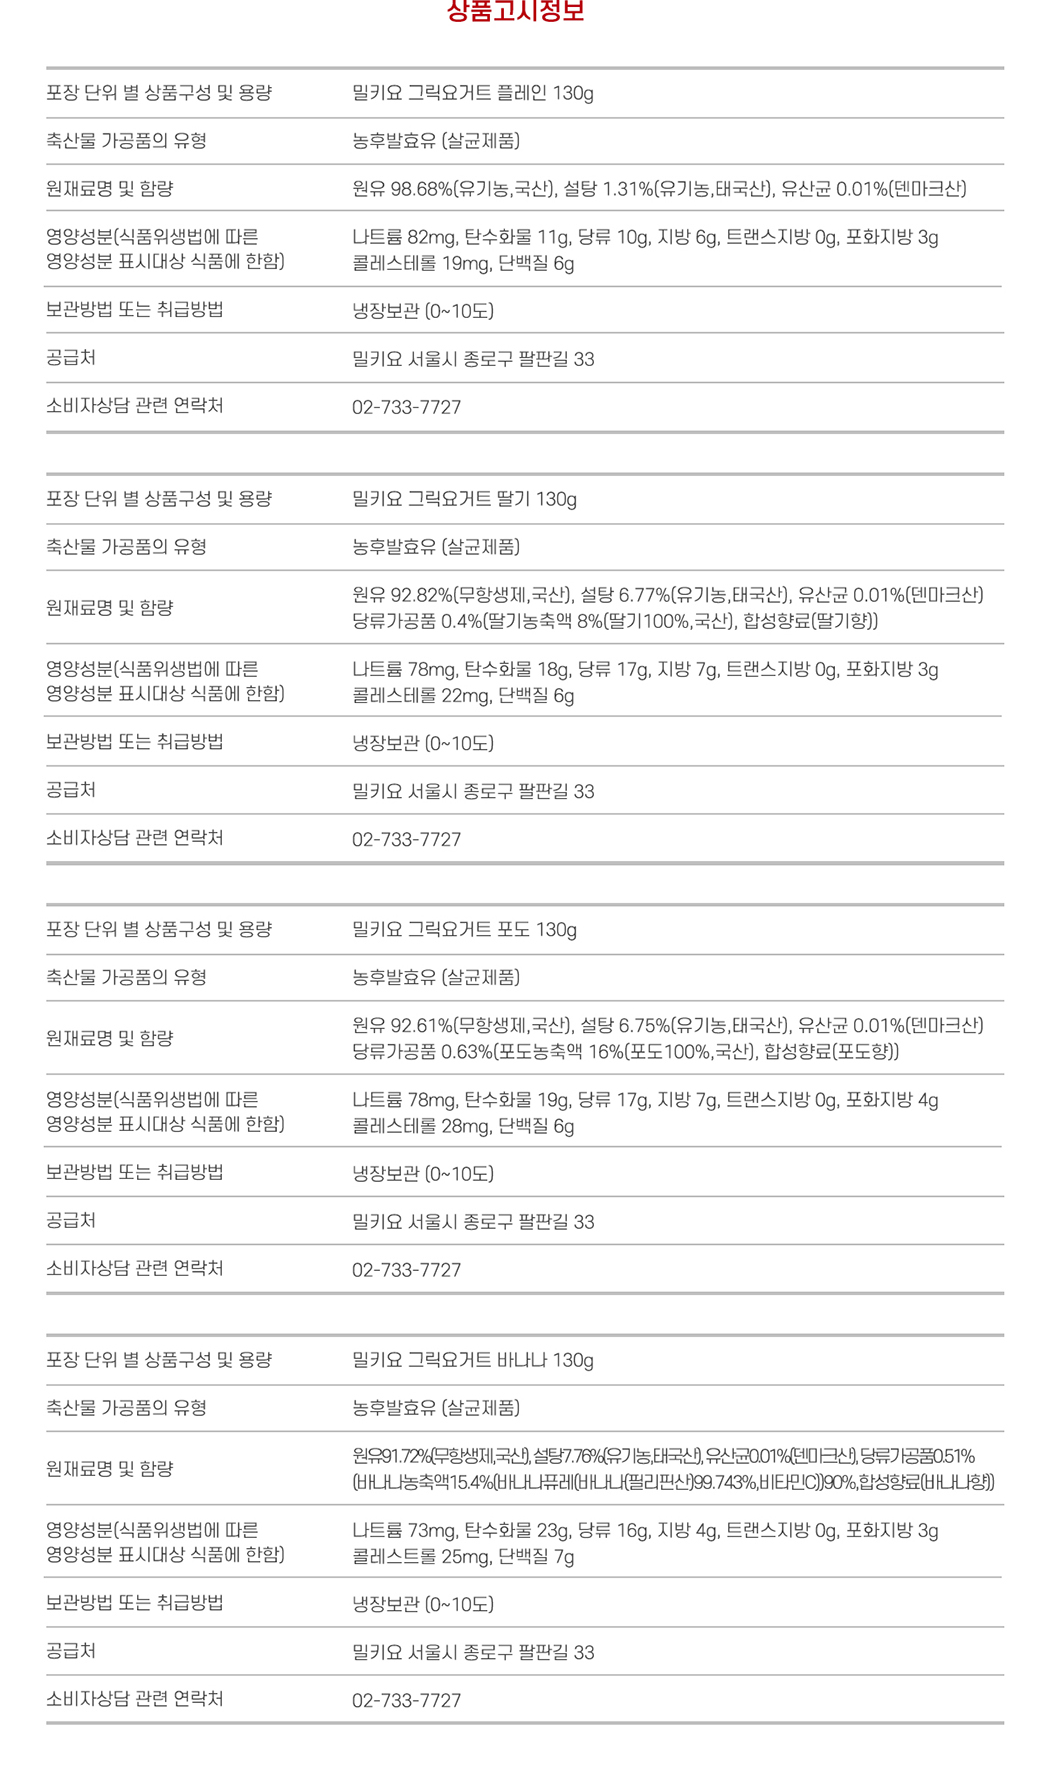 상품고시정보
포장 단위 별 상품구성 및 용량 밀키요 그릭요거트 플레인 130g
축산물 가공품의 유형 농후발효유 (살균제품)
원재료명 및 함량 원유 98.68%(유기농,국산), 설탕 1.31%(유기농,태국산), 유산균 0.01%(덴마크산)
영양성분(식품위생법에 따른 나트륨 82mg, 탄수화물 11g, 당류 10g, 지방 6g, 트랜스지방 0g, 포화지방 3g
영양성분 표시대상 식품에 한함) 콜레스테롤 19mg, 단백질 6g
보관방법 또는 취급방법 냉장보관 (0~10도)
공급처 밀키요 서울시 종로구 팔판길 33
소비자상담 관련 연락처 02-733-7727
포장 단위 별 상품구성 및 용량 밀키요 그릭요거트 딸기 130g
축산물 가공품의 유형 농후발효유 (살균제품)
원재료명 및 함량 원유 92.82%(무항생제,국산), 설탕 6.77%(유기농,태국산), 유산균 0.01%(덴마크산)
당류가공품 0.4%(딸기농축액 8%(딸기100%,국산), 합성향료(딸기향))
영양성분(식품위생법에 따른 나트륨 78mg, 탄수화물 18g, 당류 17g, 지방 7g, 트랜스지방 0g, 포화지방 3g
영양성분 표시대상 식품에 한함) 콜레스테롤 22mg, 단백질 6g
보관방법 또는 취급방법 냉장보관 (0~10도)
공급처 밀키요 서울시 종로구 팔판길 33
소비자상담 관련 연락처 02-733-7727
포장 단위 별 상품구성 및 용량 밀키요 그릭요거트 포도 130g
축산물 가공품의 유형 농후발효유 (살균제품)
원재료명 및 함량 원유 92.61%(무항생제,국산), 설탕 6.75%(유기농,태국산), 유산균 0.01%(덴마크산)
당류가공품 0.63%(포도농축액 16%(포도100%,국산), 합성향료(포도향))
영양성분(식품위생법에 따른 나트륨 78mg, 탄수화물 19g, 당류 17g, 지방 7g, 트랜스지방 0g, 포화지방 4g
영양성분 표시대상 식품에 한함) 콜레스테롤 28mg, 단백질 6g
보관방법 또는 취급방법 냉장보관 (0~10도)
공급처 밀키요 서울시 종로구 팔판길 33
소비자상담 관련 연락처 02-733-7727
포장 단위 별 상품구성 및 용량 밀키요 그릭요거트 바나나 130g
축산물 가공품의 유형 농후발효유 (살균제품)
원재료명 및 함량 원유91.72%(무항생제,국산), 설탕7.76%(유기농,태국산), 유산균0.01%(덴마크산), 당류가공품0.51%
(바나나농축액15.4%(바나나퓨레(바나나(필리핀산)99.743%,비타민C))90%,합성향료(바나나향))
영양성분(식품위생법에 따른 나트륨 73mg, 탄수화물 23g, 당류 16g, 지방 4g, 트랜스지방 0g, 포화지방 3g
영양성분 표시대상 식품에 한함) 콜레스트롤 25mg, 단백질 7g
보관방법 또는 취급방법 냉장보관 (0~10도)
공급처 밀키요 서울시 종로구 팔판길 33
소비자상담 관련 연락처 02-733-7727